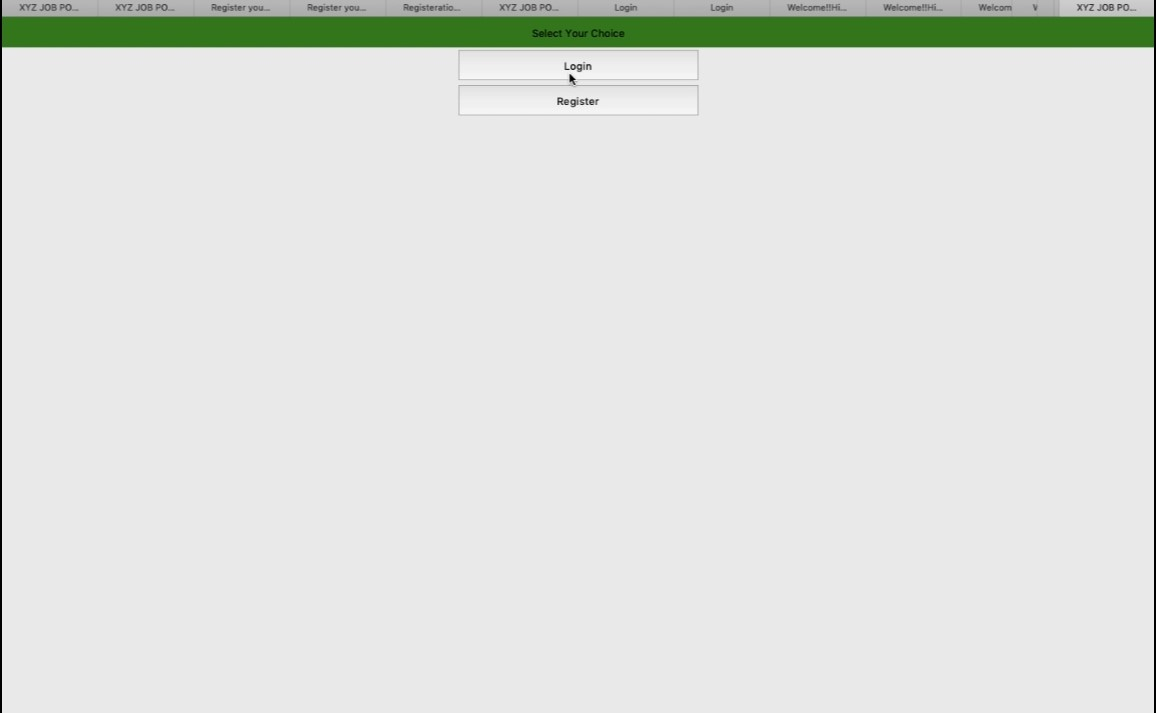 XYZ JOB PO... XYZ JOB PO... Register you... Register you... Registeratio... XYZ JOB PO... Login Login Welcome!!Hi... Welcome!!Hi... Welcom W XYZ JOB PO...
Select Your Choice
Login
Register